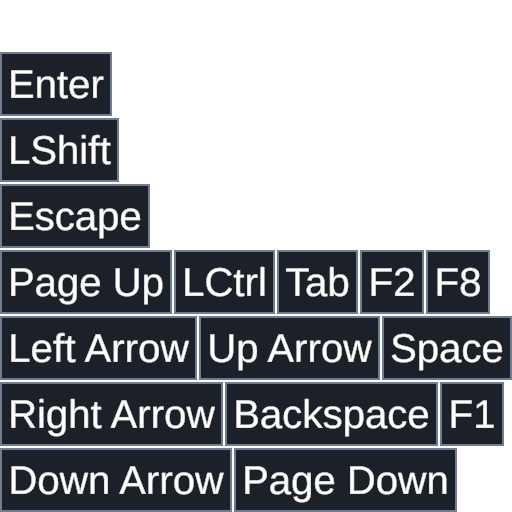 Enter
LShift
Escape
Page Up LCtrl Tab F2 F8
Left Arrow Up Arrow Space
Right Arrow Backspace F1
Down Arrow Page Down